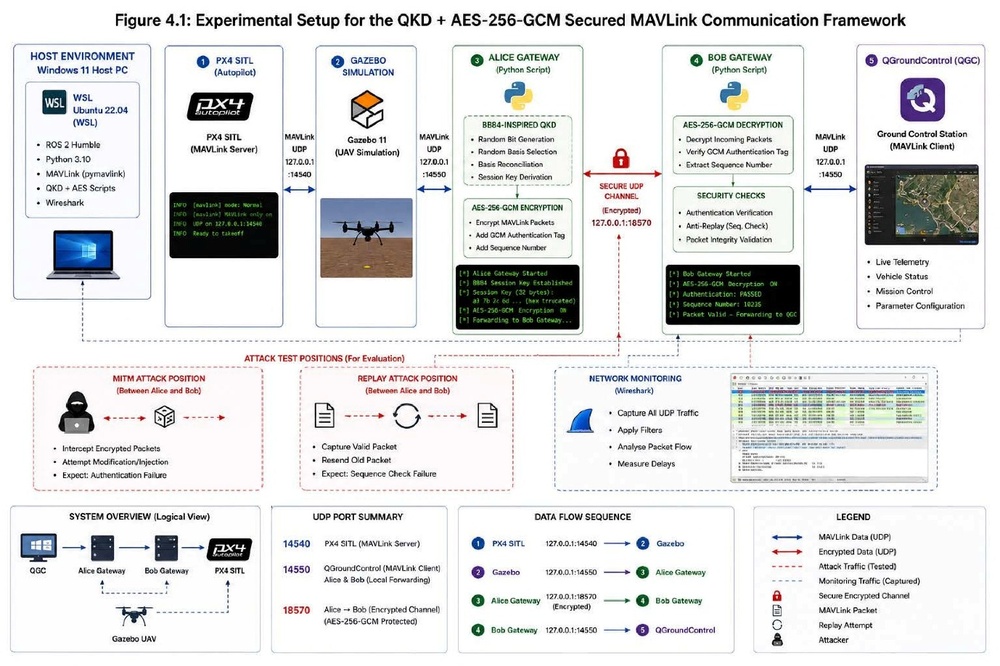 Figure 4.1: Experimental Setup for the QKD + AES-256-GCM Secured MAVLink Communication Framework
HOST ENVIRONMENT
Windows 11 Host PC
WSL
WSL
Ubuntu 22.04
(WSL)
• ROS 2 Humble
• Python 3.10
• MAVLink (pymavlink)
• QKD + AES Scripts
• Wireshark
1 PX4 SITL
(Autopilot)
px4
autopilot
PX4 SITL
(MAVLink Server)
INFO [mavlink] mode: Normal
INFO [mavlink] MAVLink only on
INFO UDP on 127.0.0.1:14540
INFO Ready to takeoff
MAVLink
UDP
127.0.0.1
:14540
2 GAZEBO
SIMULATION
Gazebo 11
(UAV Simulation)
MAVLink
UDP
127.0.0.1
:14550
3 ALICE GATEWAY
(Python Script)
BB84-INSPIRED QKD
• Random Bit Generation
• Random Basis Selection
• Basis Reconciliation
• Session Key Derivation
AES-256-GCM ENCRYPTION
• Encrypt MAVLink Packets
• Add GCM Authentication Tag
• Add Sequence Number
[*] Alice Gateway Started
[*] BB84 Session Key Established
[*] Session Key (32 bytes):
a3 7b 2c 6d ... (hex trucated)
[*] AES-256-GCM Encryption ON
[*] Forwarding to Bob Gateway...
SECURE UDP
CHANNEL
(Encrypted)
127.0.0.1:18570
4 BOB GATEWAY
(Python Script)
AES-256-GCM DECRYPTION
• Decrypt Incoming Packets
• Verify GCM Authentication Tag
• Extract Sequence Number
SECURITY CHECKS
• Authentication Verification
• Anti-Replay (Seq. Check)
• Packet Integrity Validation
[*] Bob Gateway Started
[*] AES-256-GCM Decryption ON
[*] Authentication: PASSED
[*] Sequence Number: 10235
[*] Packet Valid – Forwarding to QGC
MAVLink
UDP
127.0.0.1
:14550
5 QGroundControl (QGC)
Ground Control Station
(MAVLink Client)
• Live Telemetry
• Vehicle Status
• Mission Control
• Parameter Configuration
ATTACK TEST POSITIONS (For Evaluation)
MITM ATTACK POSITION
(Between Alice and Bob)
• Intercept Encrypted Packets
• Attempt Modification/Injection
• Expect: Authentication Failure
REPLAY ATTACK POSITION
(Between Alice and Bob)
• Capture Valid Packet
• Resend Old Packet
• Expect: Sequence Check Failure
NETWORK MONITORING
(Wireshark)
• Capture All UDP Traffic
• Apply Filters
• Analyse Packet Flow
• Measure Delays
SYSTEM OVERVIEW (Logical View)
px4
autopilot
QGC
Alice Gateway
Bob Gateway
PX4 SITL
Gazebo UAV
UDP PORT SUMMARY
14540 PX4 SITL (MAVLink Server)
14550 QGroundControl (MAVLink Client)
Alice & Bob (Local Forwarding)
18570 Alice → Bob (Encrypted Channel)
(AES-256-GCM Protected)
DATA FLOW SEQUENCE
1 PX4 SITL 127.0.0.1:14540 2 Gazebo
2 Gazebo 127.0.0.1:14550 3 Alice Gateway
3 Alice Gateway 127.0.0.1:18570 4 Bob Gateway
(Encrypted)
4 Bob Gateway 127.0.0.1:14550 5 QGroundControl
LEGEND
MAVLink Data (UDP)
Encrypted Data (UDP)
Attack Traffic (Tested)
Monitoring Traffic (Captured)
Secure Encrypted Channel
MAVLink Packet
Replay Attempt
Attacker